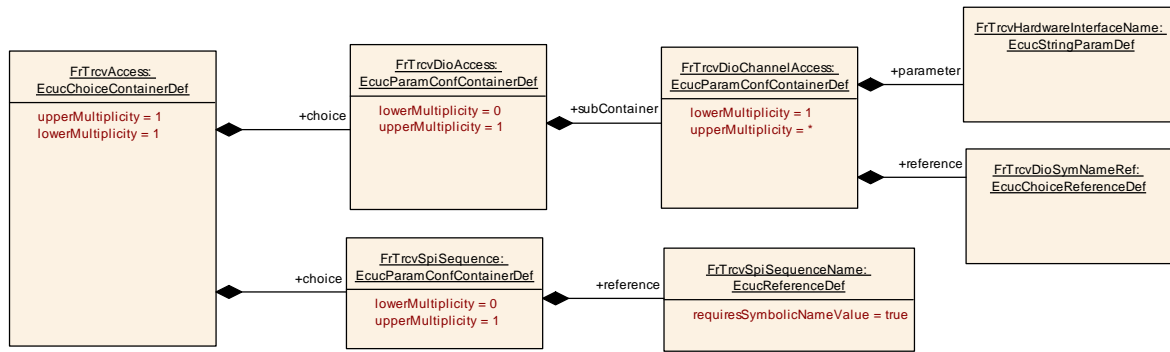 FrTrcvAccess:
EcucChoiceContainerDef
upperMultiplicity = 1
lowerMultiplicity = 1
+choice
FrTrcvDioAccess:
EcucParamConfContainerDef
lowerMultiplicity = 0
upperMultiplicity = 1
+subContainer
FrTrcvDioChannelAccess:
EcucParamConfContainerDef
lowerMultiplicity = 1
upperMultiplicity = *
+parameter
FrTrcvHardwareInterfaceName:
EcucStringParamDef
+reference
FrTrcvDioSymNameRef:
EcucChoiceReferenceDef
+choice
FrTrcvSpiSequence:
EcucParamConfContainerDef
lowerMultiplicity = 0
upperMultiplicity = 1
+reference
FrTrcvSpiSequenceName:
EcucReferenceDef
requiresSymbolicNameValue = true